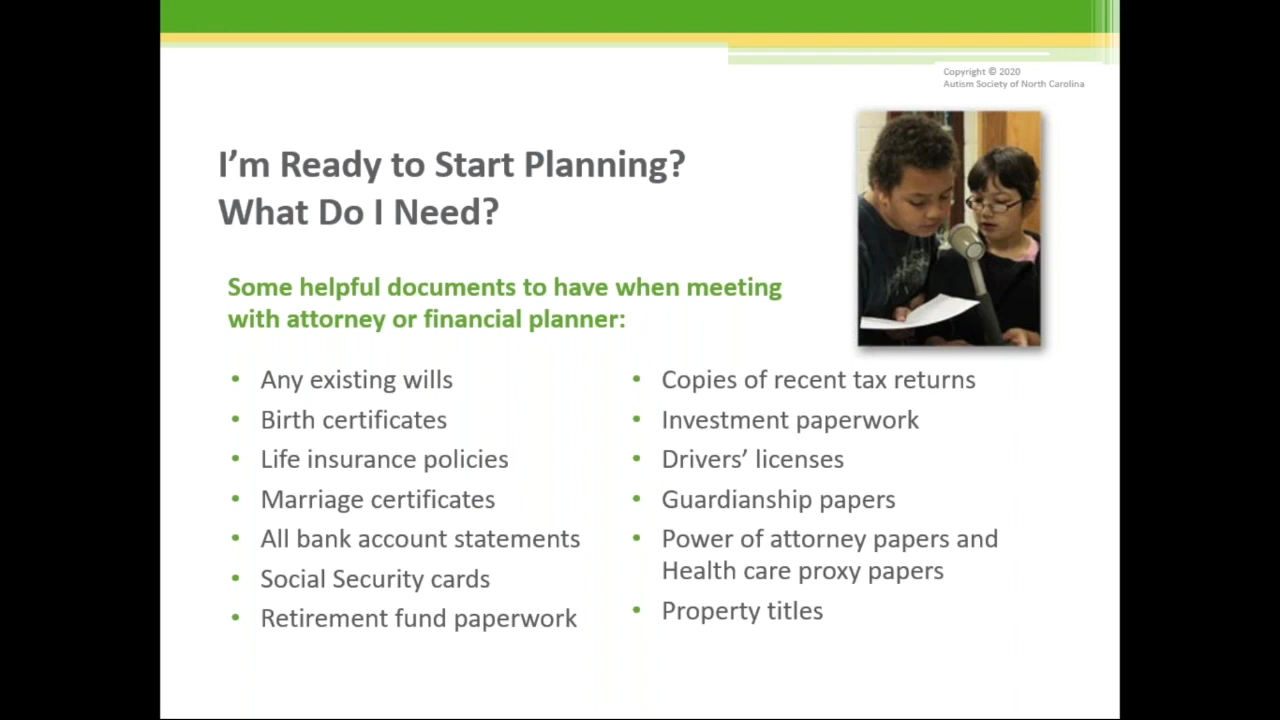 Copyright © 2020
Autism Society of North Carolina
I’m Ready to Start Planning?
What Do I Need?
Some helpful documents to have when meeting
with attorney or financial planner:
• Any existing wills
• Birth certificates
• Life insurance policies
• Marriage certificates
• All bank account statements
• Social Security cards
• Retirement fund paperwork
• Copies of recent tax returns
• Investment paperwork
• Drivers’ licenses
• Guardianship papers
• Power of attorney papers and
Health care proxy papers
• Property titles